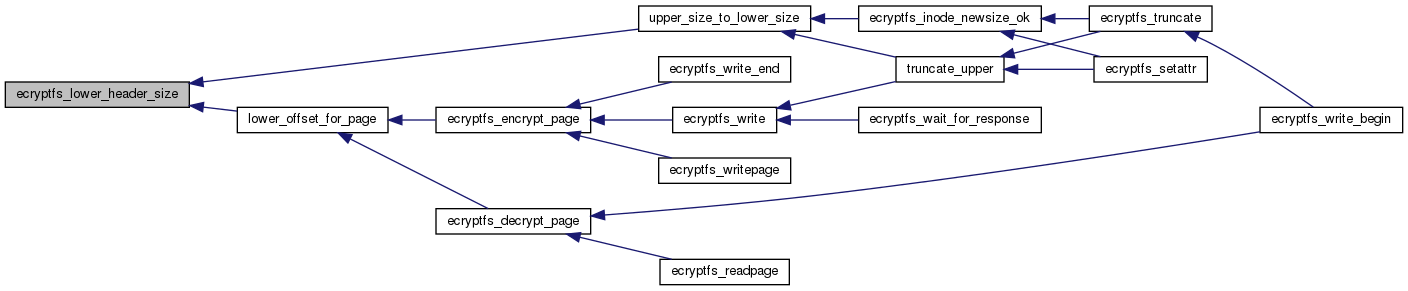 upper_size_to_lower_size
ecryptfs_inode_newsize_ok
ecryptfs_truncate
ecryptfs_write_end
truncate_upper
ecryptfs_setattr
ecryptfs_lower_header_size
lower_offset_for_page
ecryptfs_encrypt_page
ecryptfs_write
ecryptfs_wait_for_response
ecryptfs_write_begin
ecryptfs_writepage
ecryptfs_decrypt_page
ecryptfs_readpage